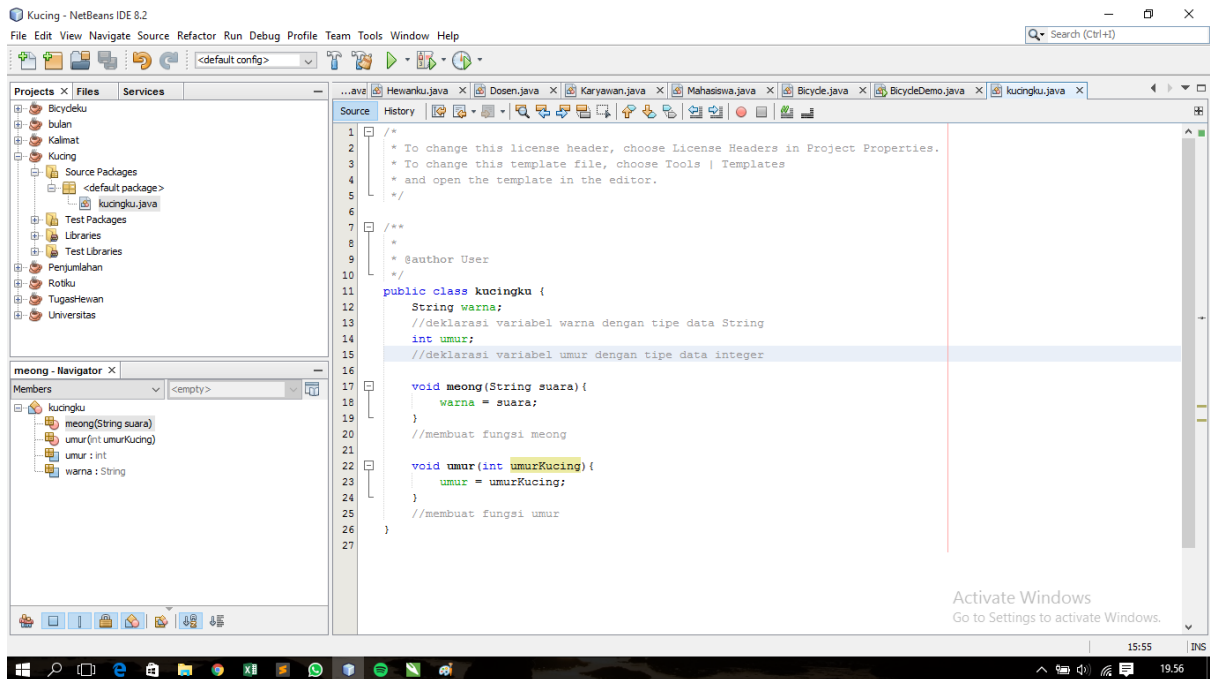 Kucing - NetBeans IDE 8.2
File Edit View Navigate Source Refactor Run Debug Profile Team Tools Window Help
Search (Ctrl+I)
<default config>
Projects Files Services
Bicycleku
bulan
Kalimat
Kucing
Source Packages
<default package>
kucingku.java
Test Packages
Libraries
Test Libraries
Penjumlahan
Rotiku
TugasHewan
Universitas
meong - Navigator
Members <empty>
kucingku
meong(String suara)
umur(int umurKucing)
umur : int
warna : String
...ava Hewanku.java Dosen.java Karyawan.java Mahasiswa.java Bicycle.java BicycleDemo.java kucingku.java
Source History
1 /*
2 * To change this license header, choose License Headers in Project Properties.
3 * To change this template file, choose Tools | Templates
4 * and open the template in the editor.
5 */
6
7 /**
8 *
9 * @author User
10 */
11 public class kucingku {
12 String warna;
13 //deklarasi variabel warna dengan tipe data String
14 int umur;
15 //deklarasi variabel umur dengan tipe data integer
16
17 void meong(String suara){
18 warna = suara;
19 }
20 //membuat fungsi meong
21
22 void umur(int umurKucing){
23 umur = umurKucing;
24 }
25 //membuat fungsi umur
26 }
27
Activate Windows
Go to Settings to activate Windows.
15:55 INS
19.56